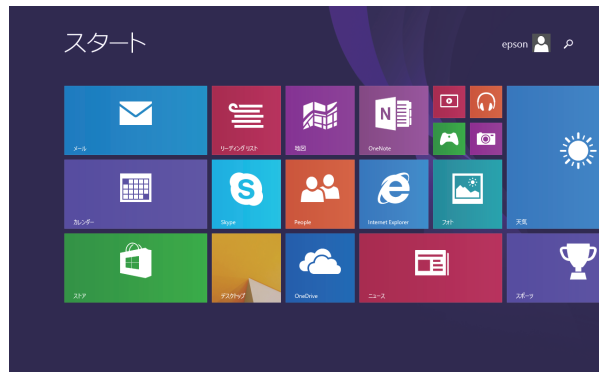 スタート
epson
メール
リーディング リスト
地図
OneNote
カレンダー
Skype
People
Internet Explorer
フォト
天気
ストア
デスクトップ
OneDrive
ニュース
スポーツ